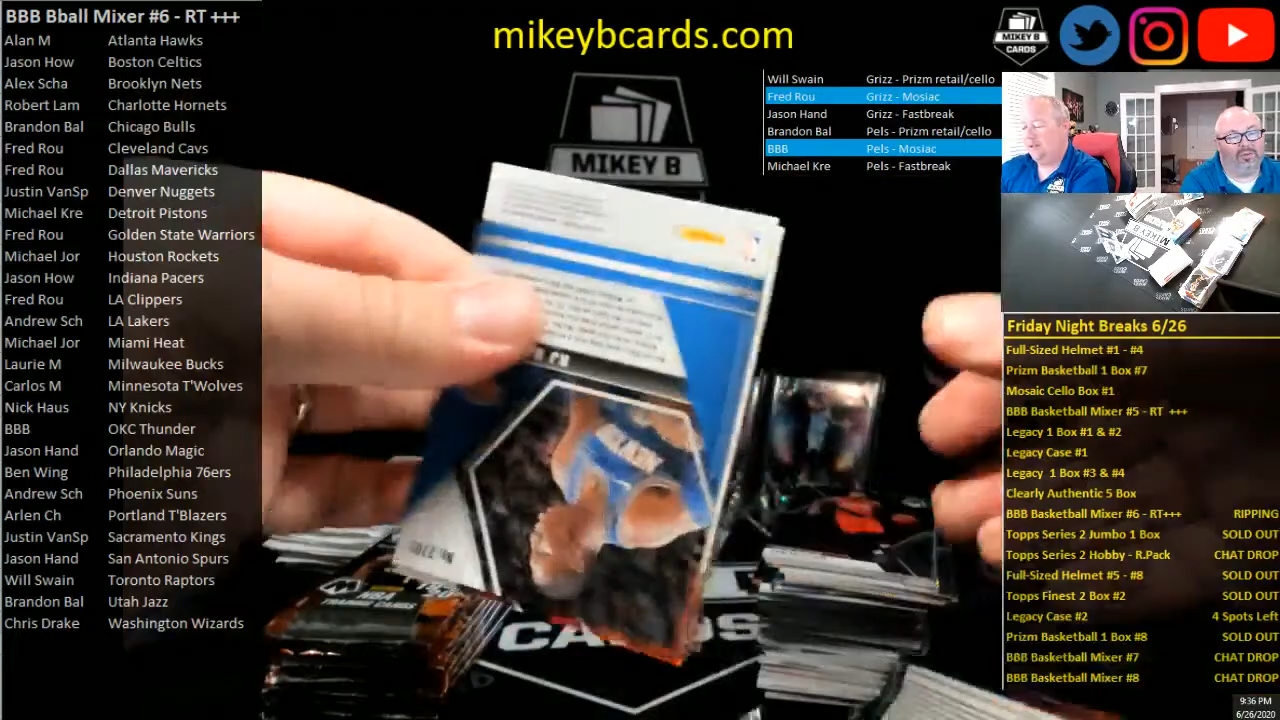 BBB Bball Mixer #6 - RT +++
Alan M Atlanta Hawks
Jason How Boston Celtics
Alex Scha Brooklyn Nets
Robert Lam Charlotte Hornets
Brandon Bal Chicago Bulls
Fred Rou Cleveland Cavs
Fred Rou Dallas Mavericks
Justin VanSp Denver Nuggets
Michael Kre Detroit Pistons
Fred Rou Golden State Warriors
Michael Jor Houston Rockets
Jason How Indiana Pacers
Fred Rou LA Clippers
Andrew Sch LA Lakers
Michael Jor Miami Heat
Laurie M Milwaukee Bucks
Carlos M Minnesota T'Wolves
Nick Haus NY Knicks
BBB OKC Thunder
Jason Hand Orlando Magic
Ben Wing Philadelphia 76ers
Andrew Sch Phoenix Suns
Arlen Ch Portland T'Blazers
Justin VanSp Sacramento Kings
Jason Hand San Antonio Spurs
Will Swain Toronto Raptors
Brandon Bal Utah Jazz
Chris Drake Washington Wizards
mikeybcards.com
MIKEY B
CARDS
Will Swain Grizz - Prizm retail/cello
Fred Rou Grizz - Mosiac
Jason Hand Grizz - Fastbreak
Brandon Bal Pels - Prizm retail/cello
BBB Pels - Mosiac
Michael Kre Pels - Fastbreak
MIKEY B
MIKEY B
TRADING CARDS
CARDS
Friday Night Breaks 6/26
Full-Sized Helmet #1 - #4
Prizm Basketball 1 Box #7
Mosaic Cello Box #1
BBB Basketball Mixer #5 - RT +++
Legacy 1 Box #1 & #2
Legacy Case #1
Legacy 1 Box #3 & #4
Clearly Authentic 5 Box
BBB Basketball Mixer #6 - RT+++ RIPPING
Topps Series 2 Jumbo 1 Box SOLD OUT
Topps Series 2 Hobby - R.Pack CHAT DROP
Full-Sized Helmet #5 - #8 SOLD OUT
Topps Finest 2 Box #2 SOLD OUT
Legacy Case #2 4 Spots Left
Prizm Basketball 1 Box #8 SOLD OUT
BBB Basketball Mixer #7 CHAT DROP
BBB Basketball Mixer #8 CHAT DROP
9:36 PM
6/26/2020